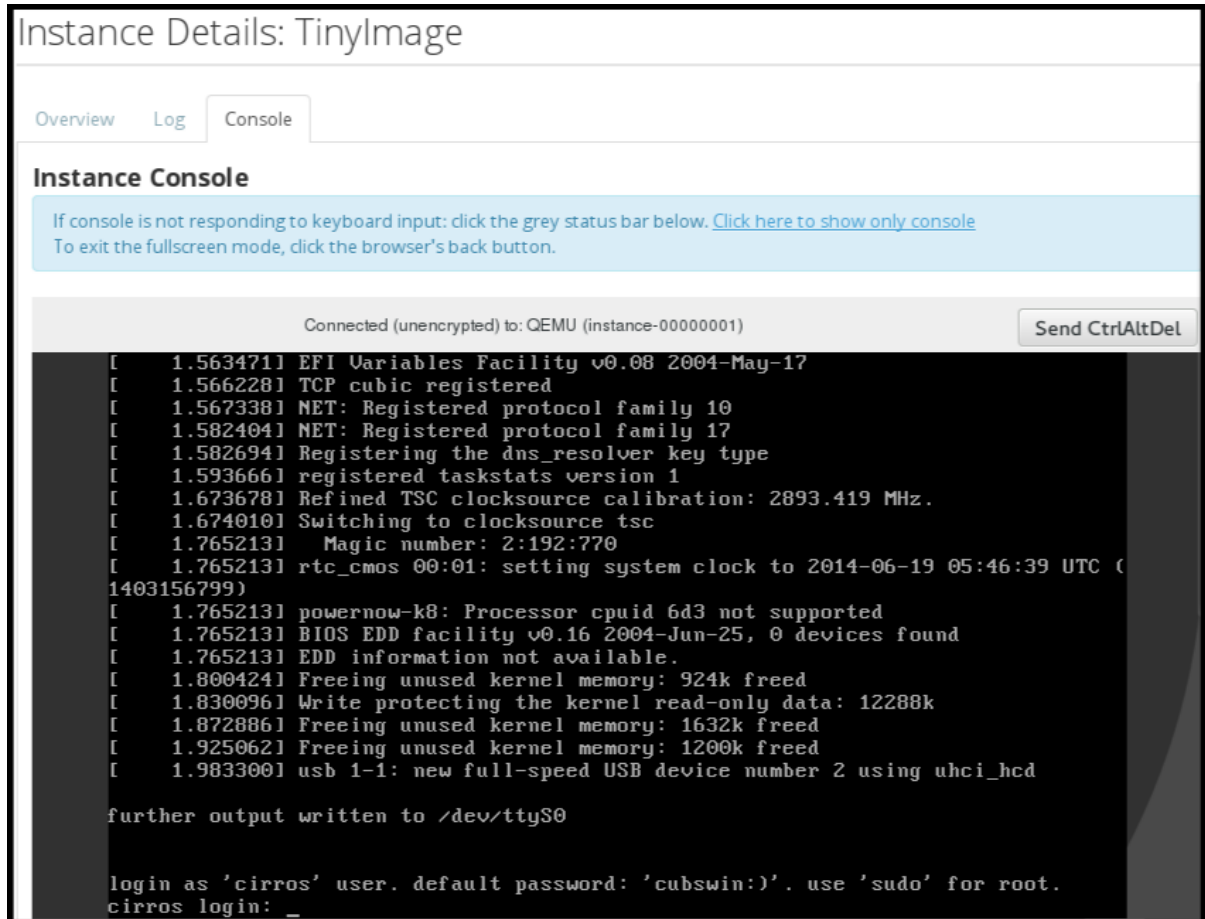 Instance Details: TinyImage
Overview Log Console
Instance Console
If console is not responding to keyboard input: click the grey status bar below. Click here to show only console
To exit the fullscreen mode, click the browser's back button.
Connected (unencrypted) to: QEMU (instance-00000001) Send CtrlAltDel
[    1.563471] EFI Variables Facility v0.08 2004-May-17
[    1.566228] TCP cubic registered
[    1.567338] NET: Registered protocol family 10
[    1.582404] NET: Registered protocol family 17
[    1.582694] Registering the dns_resolver key type
[    1.593666] registered taskstats version 1
[    1.673678] Refined TSC clocksource calibration: 2893.419 MHz.
[    1.674010] Switching to clocksource tsc
[    1.765213]   Magic number: 2:192:770
[    1.765213] rtc_cmos 00:01: setting system clock to 2014-06-19 05:46:39 UTC (
1403156799)
[    1.765213] powernow-k8: Processor cpuid 6d3 not supported
[    1.765213] BIOS EDD facility v0.16 2004-Jun-25, 0 devices found
[    1.765213] EDD information not available.
[    1.800424] Freeing unused kernel memory: 924k freed
[    1.830096] Write protecting the kernel read-only data: 12288k
[    1.872886] Freeing unused kernel memory: 1632k freed
[    1.925062] Freeing unused kernel memory: 1200k freed
[    1.983300] usb 1-1: new full-speed USB device number 2 using uhci_hcd
further output written to /dev/ttyS0
login as 'cirros' user. default password: 'cubswin:)'. use 'sudo' for root.
cirros login: _